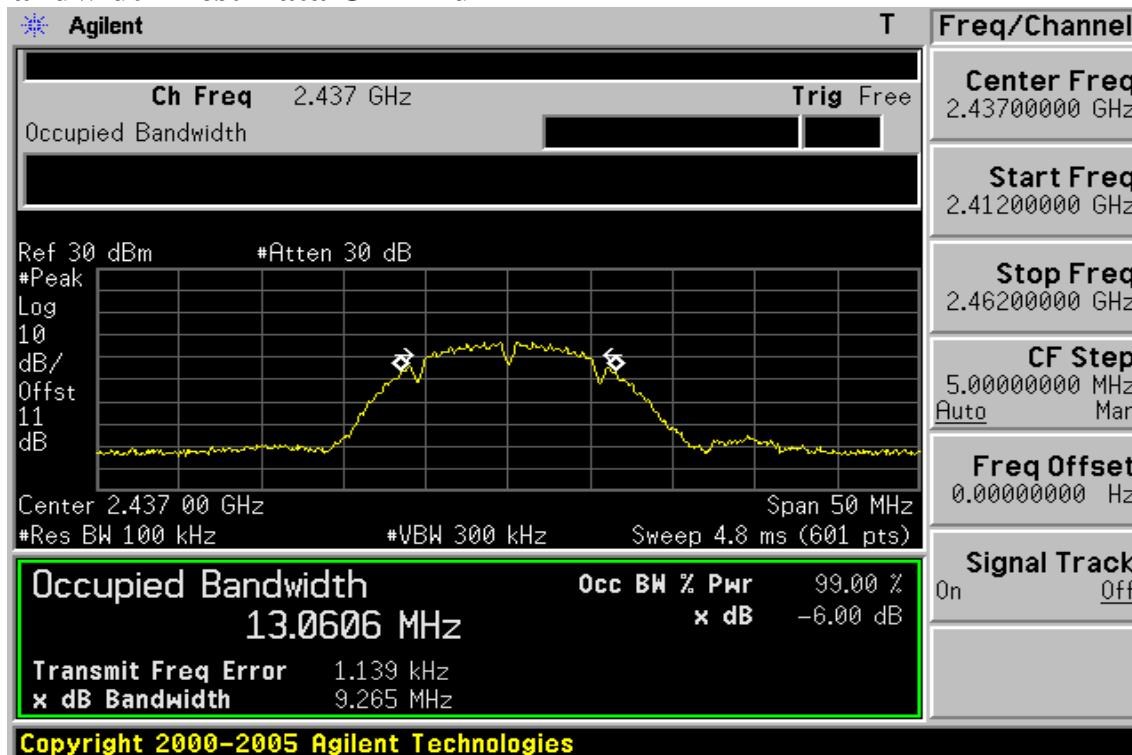 Agilent T Freq/Channel
Ch Freq 2.437 GHz Trig Free
Occupied Bandwidth
Center Freq
2.43700000 GHz
Start Freq
2.41200000 GHz
Stop Freq
2.46200000 GHz
CF Step
5.00000000 MHz
Auto Man
Freq Offset
0.00000000 Hz
Signal Track
On Off
Ref 30 dBm #Atten 30 dB
#Peak
Log
10
dB/
Offst
11
dB
Center 2.437 00 GHz Span 50 MHz
#Res BW 100 kHz #VBW 300 kHz Sweep 4.8 ms (601 pts)
Occupied Bandwidth
13.0606 MHz
Occ BW % Pwr 99.00 %
x dB -6.00 dB
Transmit Freq Error 1.139 kHz
x dB Bandwidth 9.265 MHz
Copyright 2000-2005 Agilent Technologies